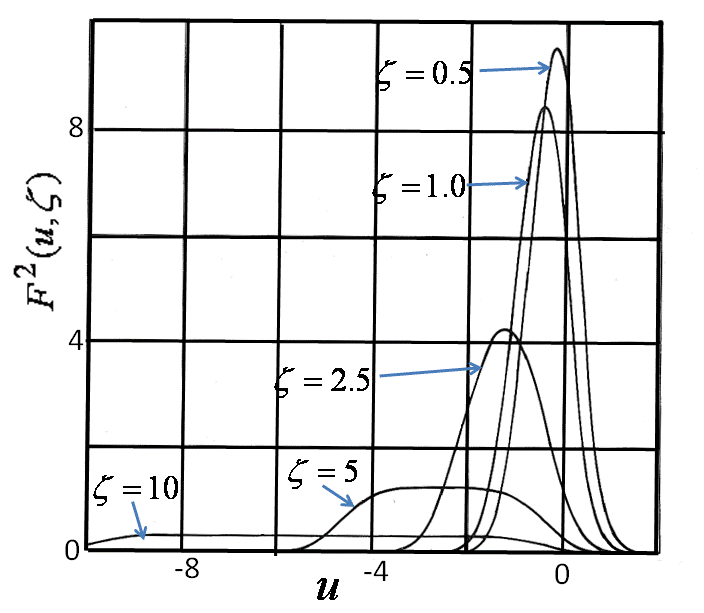 ζ = 0.5
8
ζ = 1.0
F²(u,ζ)
4
ζ = 2.5
ζ = 5
ζ = 10
0
-8
-4
0
u